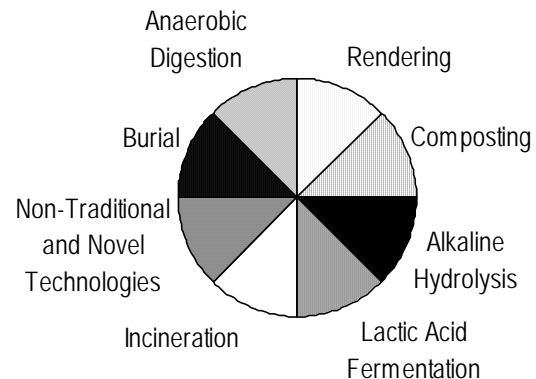 Anaerobic
Digestion
Rendering
Burial
Composting
Non-Traditional
and Novel
Technologies
Alkaline
Hydrolysis
Incineration
Lactic Acid
Fermentation